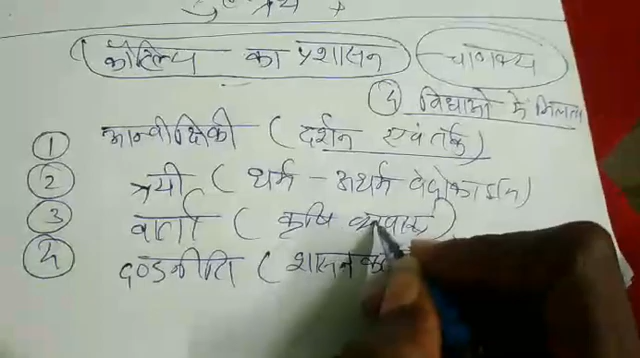 कौटिल्य का प्रशासन चाणक्य
4 विधाओ मे मिलता
1 आन्वीक्षिकी ( दर्शन एवं तर्क )
2 त्रयी ( धर्म - अधर्म वेदो का ज्ञान )
3 वार्ता ( कृषि व्यापार )
4 दण्डनीति ( शासन